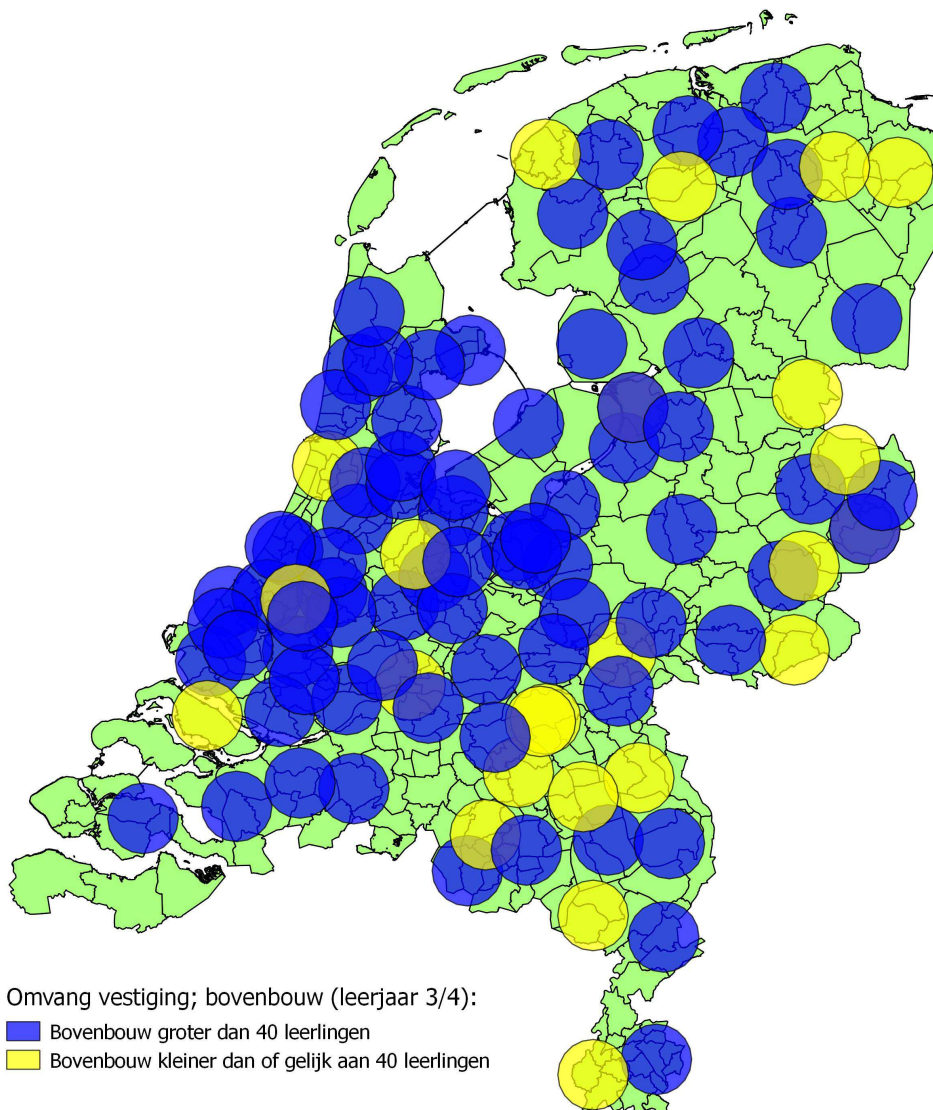 Omvang vestiging; bovenbouw (leerjaar 3/4):
Bovenbouw groter dan 40 leerlingen
Bovenbouw kleiner dan of gelijk aan 40 leerlingen